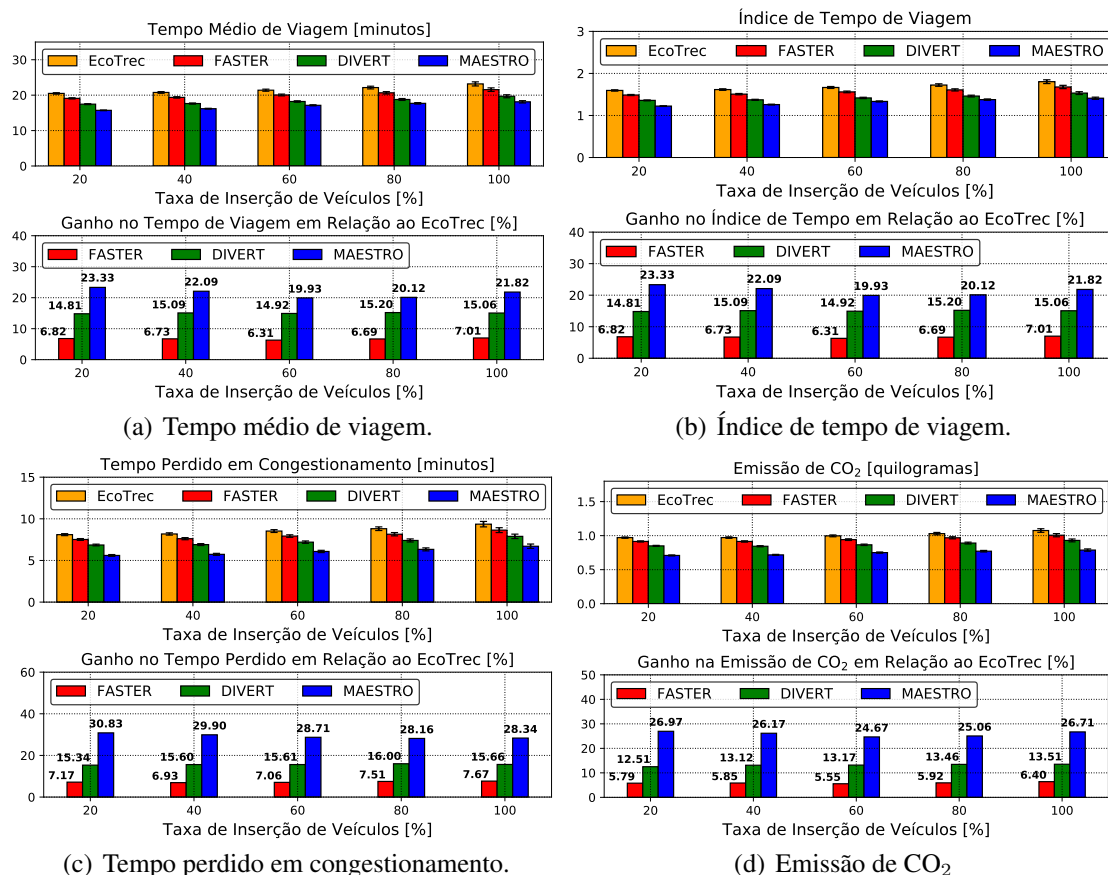 Tempo Médio de Viagem [minutos]
EcoTrec FASTER DIVERT MAESTRO
30
20
10
0
20 40 60 80 100
Taxa de Inserção de Veículos [%]
Ganho no Tempo de Viagem em Relação ao EcoTrec [%]
FASTER DIVERT MAESTRO
40
30
20
10
0
6.82 14.81 23.33 6.73 15.09 22.09 6.31 14.92 19.93 6.69 15.20 20.12 7.01 15.06 21.82
20 40 60 80 100
Taxa de Inserção de Veículos [%]
(a) Tempo médio de viagem.
Índice de Tempo de Viagem
EcoTrec FASTER DIVERT MAESTRO
3
2
1
0
20 40 60 80 100
Taxa de Inserção de Veículos [%]
Ganho no Índice de Tempo em Relação ao EcoTrec [%]
FASTER DIVERT MAESTRO
40
30
20
10
0
6.82 14.81 23.33 6.73 15.09 22.09 6.31 14.92 19.93 6.69 15.20 20.12 7.01 15.06 21.82
20 40 60 80 100
Taxa de Inserção de Veículos [%]
(b) Índice de tempo de viagem.
Tempo Perdido em Congestionamento [minutos]
EcoTrec FASTER DIVERT MAESTRO
15
10
5
0
20 40 60 80 100
Taxa de Inserção de Veículos [%]
Ganho no Tempo Perdido em Relação ao EcoTrec [%]
FASTER DIVERT MAESTRO
60
40
20
0
7.17 15.34 30.83 6.93 15.60 29.90 7.06 15.61 28.71 7.51 16.00 28.16 7.67 15.66 28.34
20 40 60 80 100
Taxa de Inserção de Veículos [%]
(c) Tempo perdido em congestionamento.
Emissão de CO₂ [quilogramas]
EcoTrec FASTER DIVERT MAESTRO
1.5
1.0
0.5
0.0
20 40 60 80 100
Taxa de Inserção de Veículos [%]
Ganho na Emissão de CO₂ em Relação ao EcoTrec [%]
FASTER DIVERT MAESTRO
50
40
30
20
10
0
5.79 12.51 26.97 5.85 13.12 26.17 5.55 13.17 24.67 5.92 13.46 25.06 6.40 13.51 26.71
20 40 60 80 100
Taxa de Inserção de Veículos [%]
(d) Emissão de CO₂